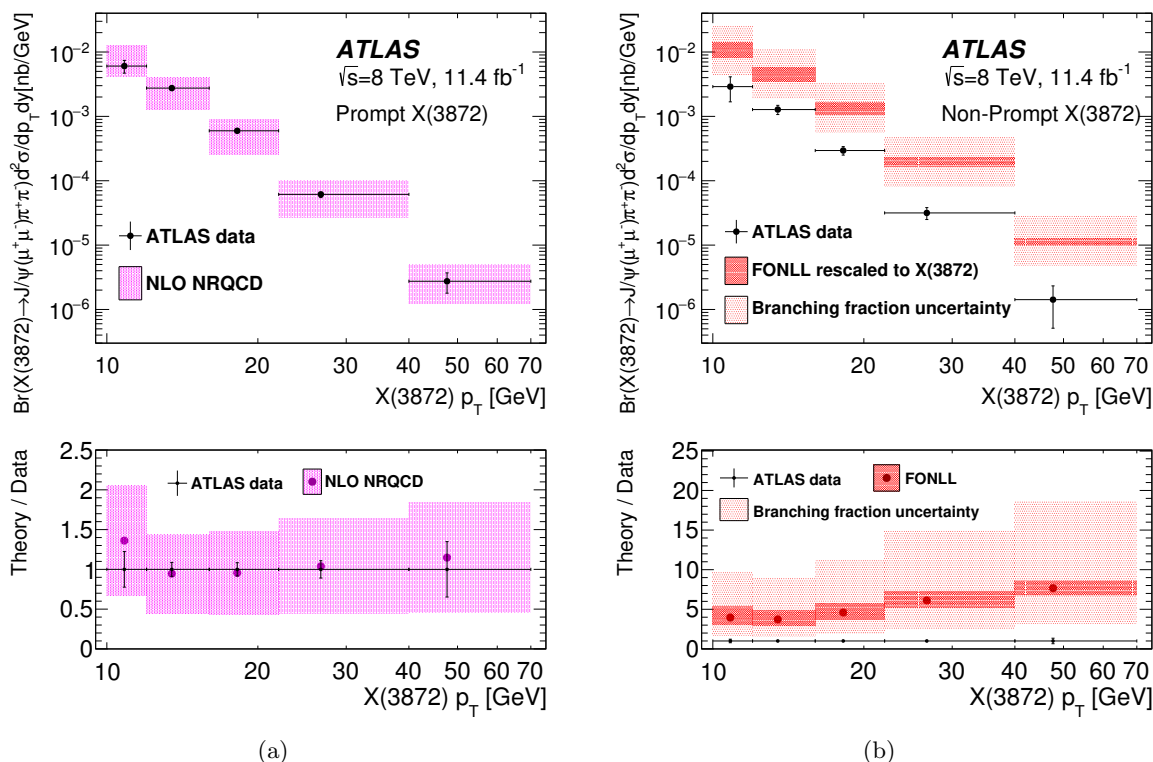 Br(X(3872)→J/ψ(μ⁺μ⁻)π⁺π⁻)d²σ/dp_T dy[nb/GeV]
10⁻²
10⁻³
10⁻⁴
10⁻⁵
10⁻⁶
ATLAS
√s=8 TeV, 11.4 fb⁻¹
Prompt X(3872)
ATLAS data
NLO NRQCD
10 20 30 40 50 60 70
X(3872) p_T [GeV]
Theory / Data
2.5
2
1.5
1
0.5
0
ATLAS data
NLO NRQCD
10 20 30 40 50 60 70
X(3872) p_T [GeV]
(a)
Br(X(3872)→J/ψ(μ⁺μ⁻)π⁺π⁻)d²σ/dp_T dy[nb/GeV]
10⁻²
10⁻³
10⁻⁴
10⁻⁵
10⁻⁶
ATLAS
√s=8 TeV, 11.4 fb⁻¹
Non-Prompt X(3872)
ATLAS data
FONLL rescaled to X(3872)
Branching fraction uncertainty
10 20 30 40 50 60 70
X(3872) p_T [GeV]
Theory / Data
25
20
15
10
5
0
ATLAS data
FONLL
Branching fraction uncertainty
10 20 30 40 50 60 70
X(3872) p_T [GeV]
(b)